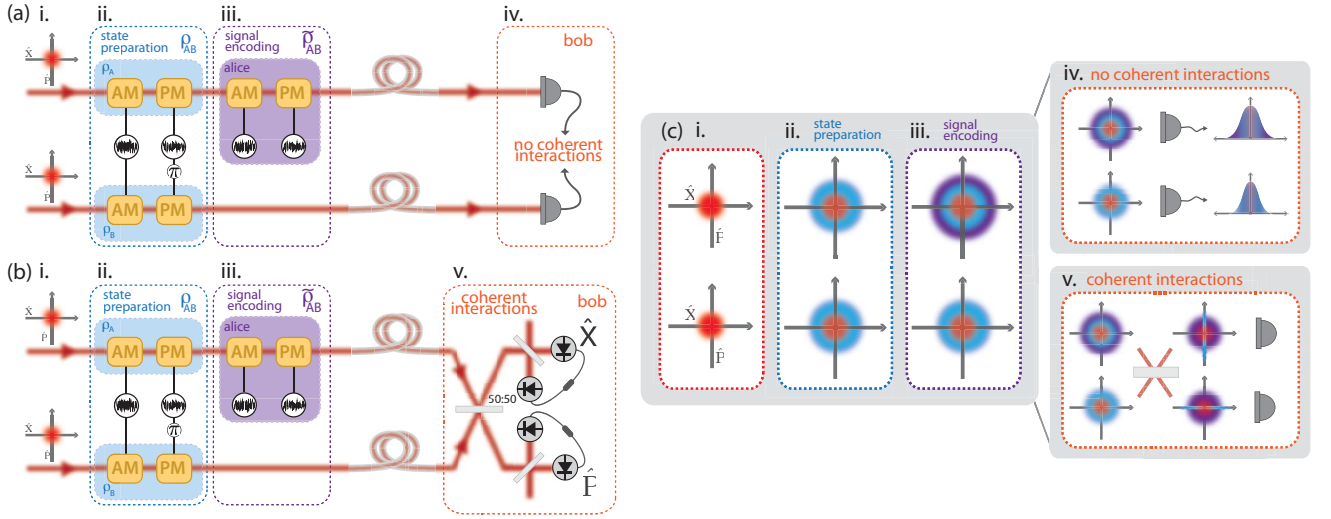 (a)
i.
ii.
iii.
iv.
state
preparation
ρAB
signal
encoding
ρ̃AB
bob
X̂
P̂
ρA
alice
AM
PM
AM
PM
no coherent
interactions
π
X̂
P̂
AM
PM
ρB
(b)
i.
ii.
iii.
v.
state
preparation
ρAB
signal
encoding
ρ̃AB
coherent
interactions
bob
X̂
P̂
ρA
alice
AM
PM
AM
PM
X̂
50:50
π
X̂
P̂
AM
PM
ρB
P̂
(c)
i.
ii.
iii.
state
preparation
signal
encoding
X̂
P̂
X̂
P̂
iv.
no coherent interactions
v.
coherent interactions